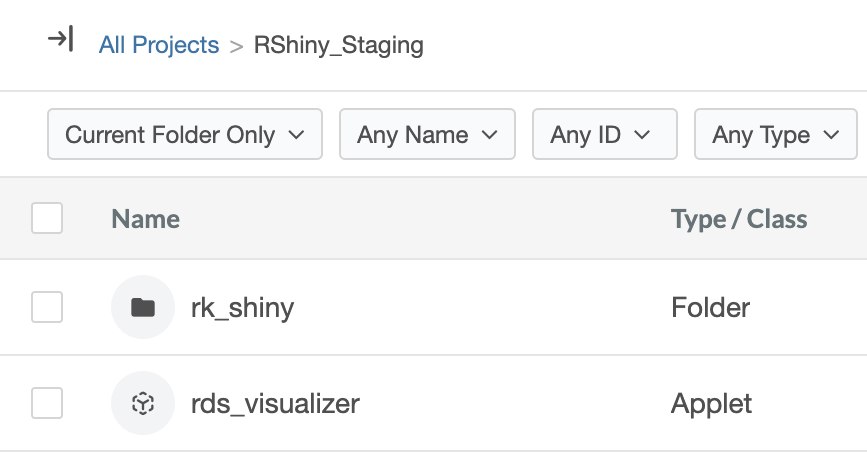 All Projects > RShiny_Staging
Current Folder Only Any Name Any ID Any Type
Name Type / Class
rk_shiny Folder
rds_visualizer Applet